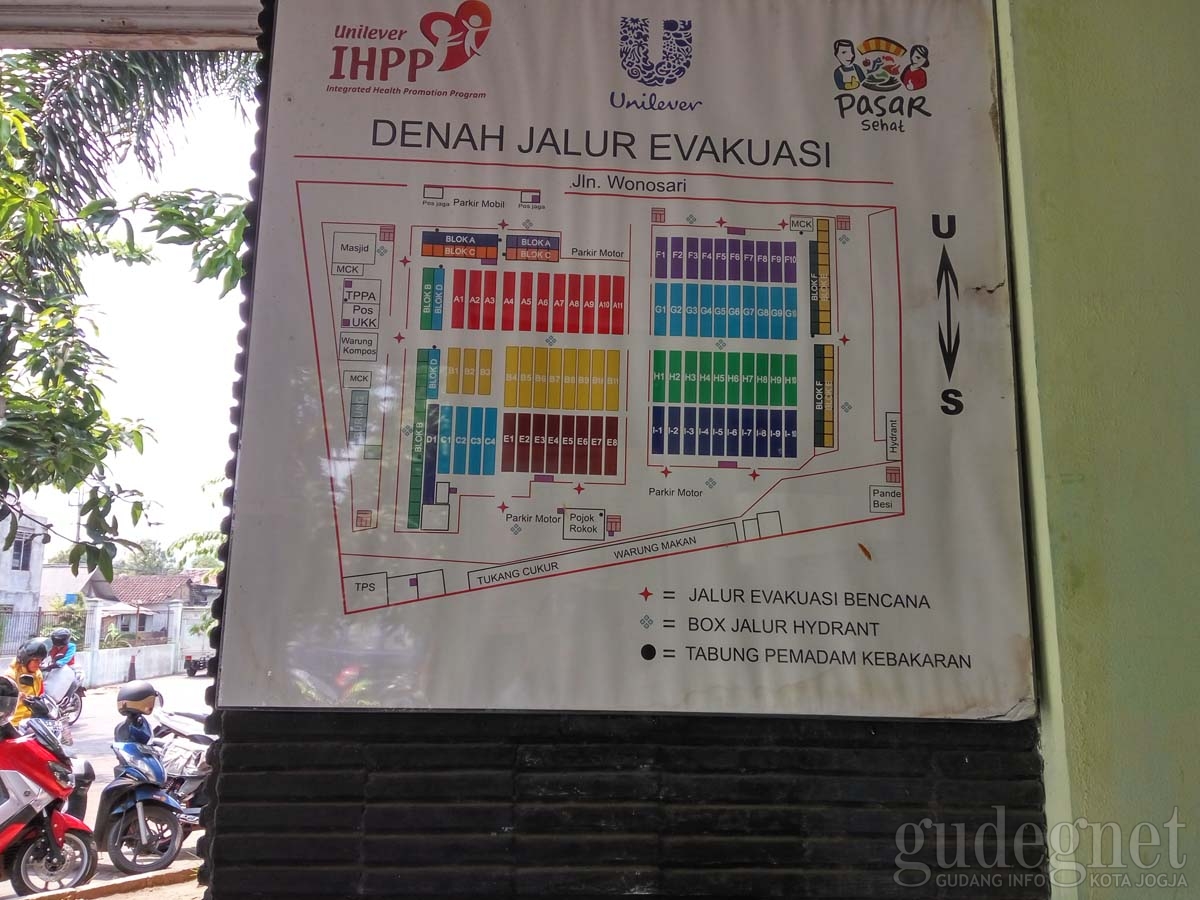 Unilever
IHPP
Integrated Health Promotion Program
Unilever
PASAR
Sehat
DENAH JALUR EVAKUASI
Jln. Wonosari
Pos jaga
Parkir Mobil
Pos jaga
BLOK A
BLOK C
BLOK A
BLOK C
Parkir Motor
MCK
Masjid
MCK
TPPA
Pos
UKK
Warung
Kompos
MCK
BLOK B
BLOK D
A1 A2 A3 A4 A5 A6 A7 A8 A9 A10 A11
F1 F2 F3 F4 F5 F6 F7 F8 F9 F10
G1 G2 G3 G4 G5 G6 G7 G8 G9 G10
BLOK F
BLOK E
BLOK D
BLOK B
B1 B2 B3 B4 B5 B6 B7 B8 B9 B10 B11
H1 H2 H3 H4 H5 H6 H7 H8 H9 H10
D1 C1 C2 C3 C4 E1 E2 E3 E4 E5 E6 E7 E8
I-1 I-2 I-3 I-4 I-5 I-6 I-7 I-8 I-9 I-10
BLOK F
BLOK E
U
S
Hydrant
Parkir Motor
Pande
Besi
Parkir Motor
Pojok
Rokok
WARUNG MAKAN
TUKANG CUKUR
TPS
= JALUR EVAKUASI BENCANA
= BOX JALUR HYDRANT
= TABUNG PEMADAM KEBAKARAN
gudegnet
GUDANG INFO KOTA JOGJA